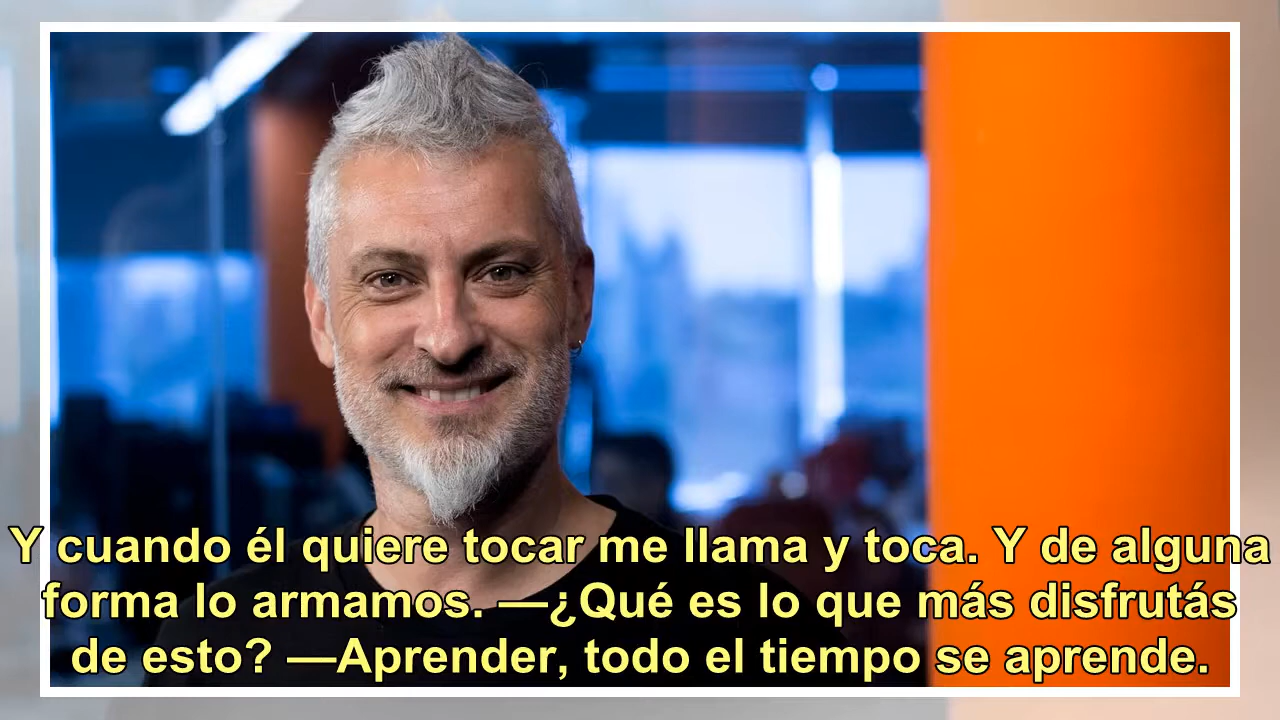 Y cuando él quiere tocar me llama y toca. Y de alguna
forma lo armamos. —¿Qué es lo que más disfrutás
de esto? —Aprender, todo el tiempo se aprende.